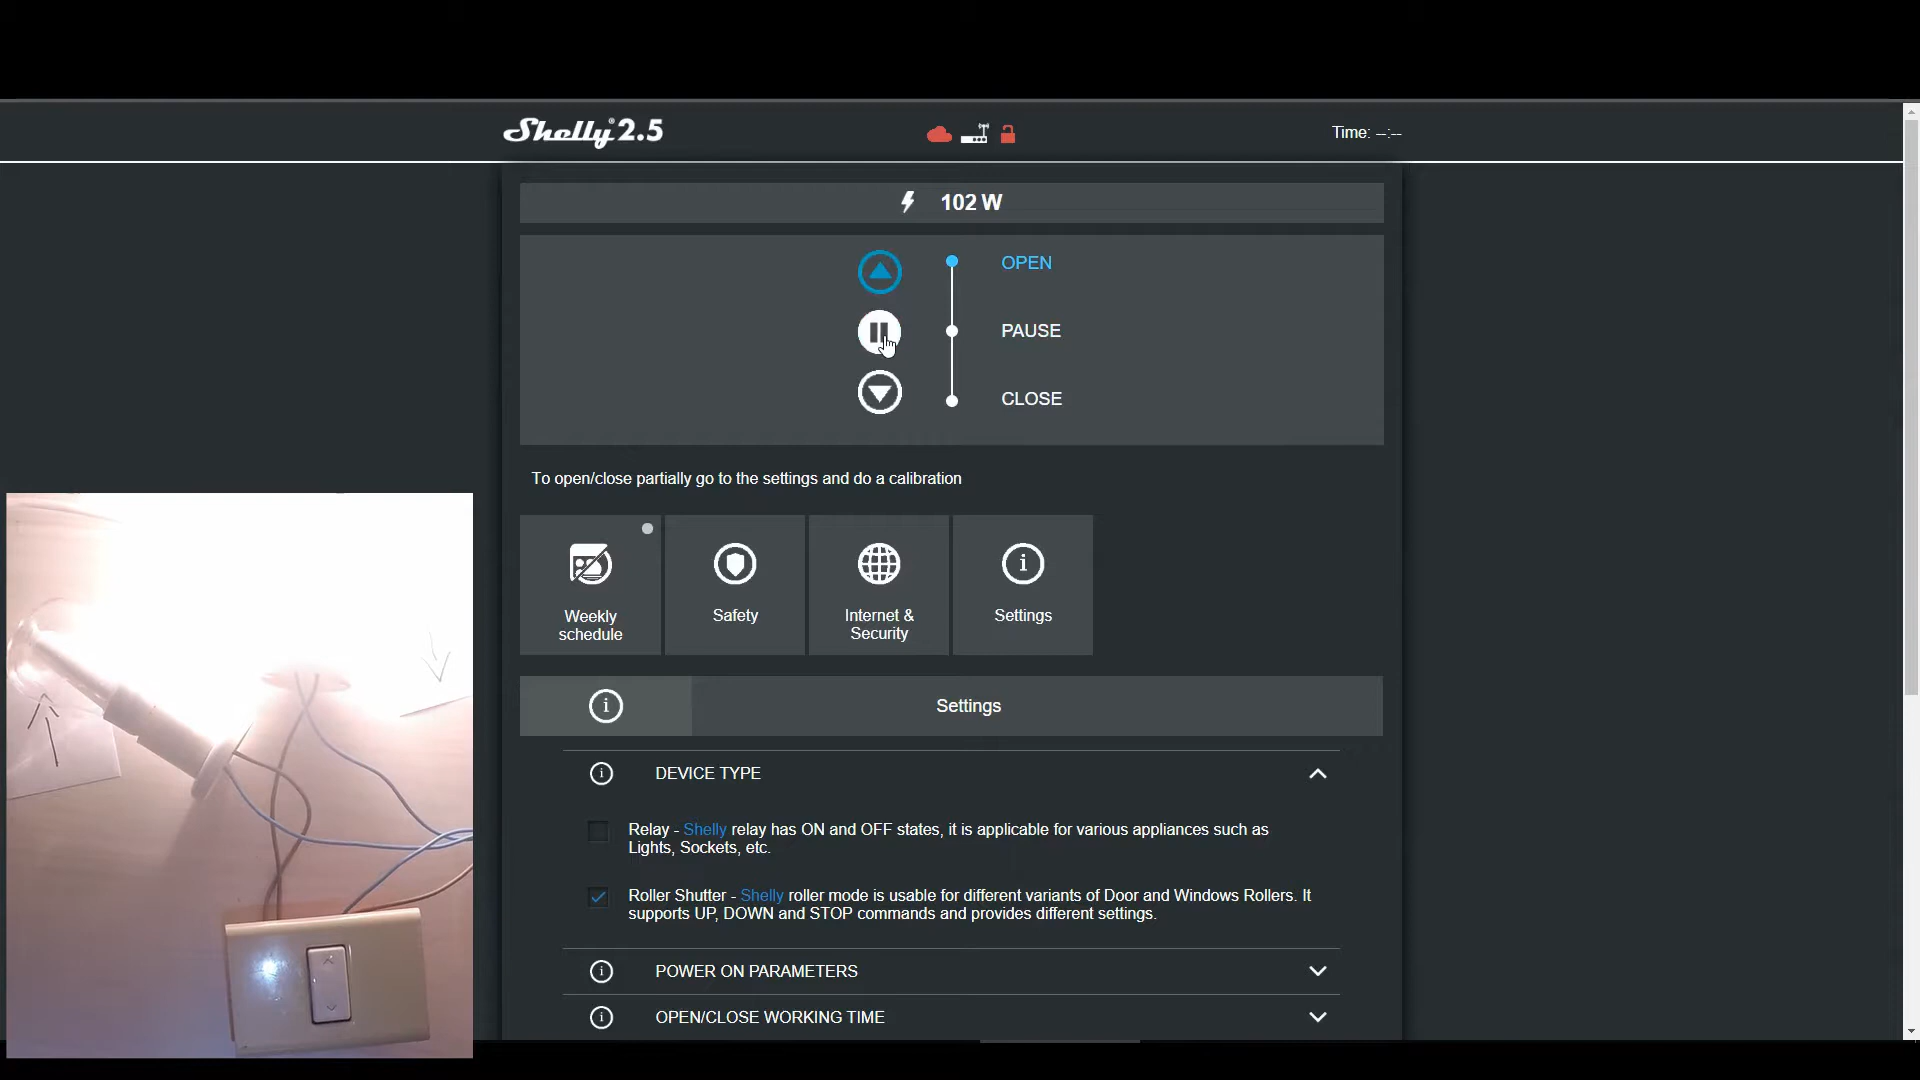 Shelly® 2.5
Time: --:--
102 W
OPEN
PAUSE
CLOSE
To open/close partially go to the settings and do a calibration
Weekly
schedule
Safety
Internet &
Security
Settings
Settings
DEVICE TYPE
Relay - Shelly relay has ON and OFF states, it is applicable for various appliances such as
Lights, Sockets, etc.
Roller Shutter - Shelly roller mode is usable for different variants of Door and Windows Rollers. It
supports UP, DOWN and STOP commands and provides different settings.
POWER ON PARAMETERS
OPEN/CLOSE WORKING TIME